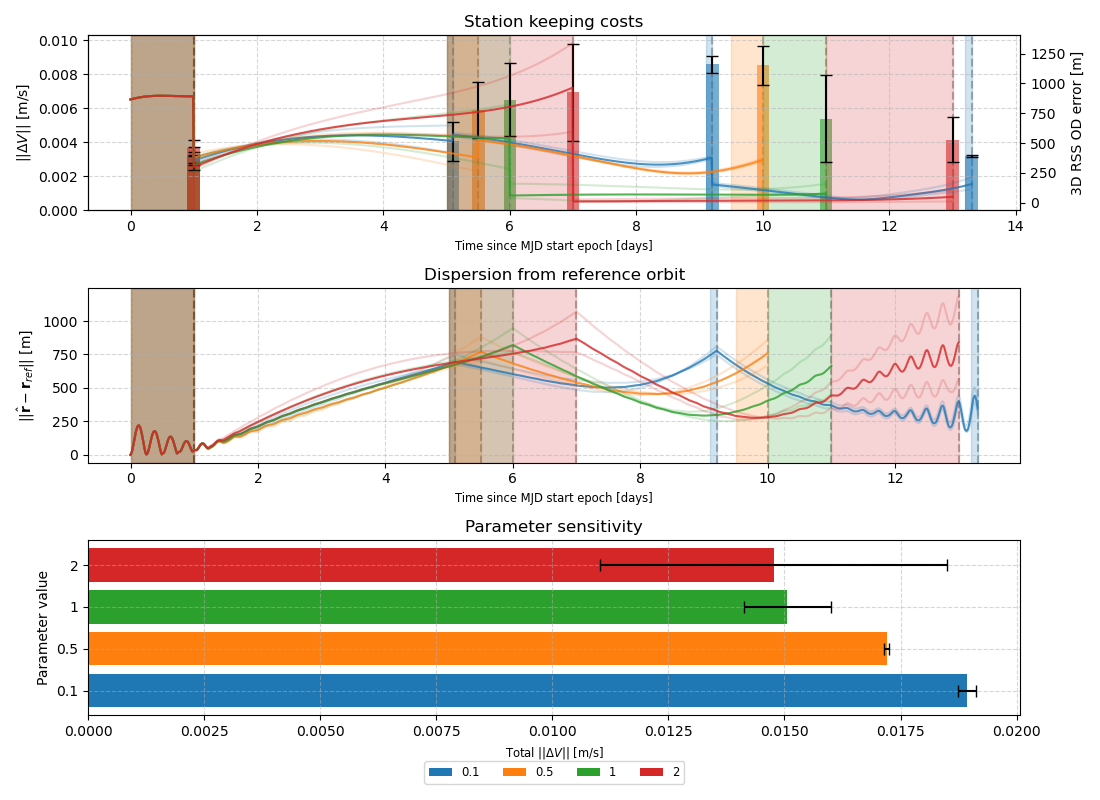 Station keeping costs
||ΔV|| [m/s]
0.010
0.008
0.006
0.004
0.002
0.000
1250
1000
750
500
250
0
3D RSS OD error [m]
0 2 4 6 8 10 12 14
Time since MJD start epoch [days]
Dispersion from reference orbit
||r̂ − r_ref|| [m]
1000
750
500
250
0
0 2 4 6 8 10 12
Time since MJD start epoch [days]
Parameter sensitivity
Parameter value
2
1
0.5
0.1
0.0000 0.0025 0.0050 0.0075 0.0100 0.0125 0.0150 0.0175 0.0200
Total ||ΔV|| [m/s]
0.1 0.5 1 2